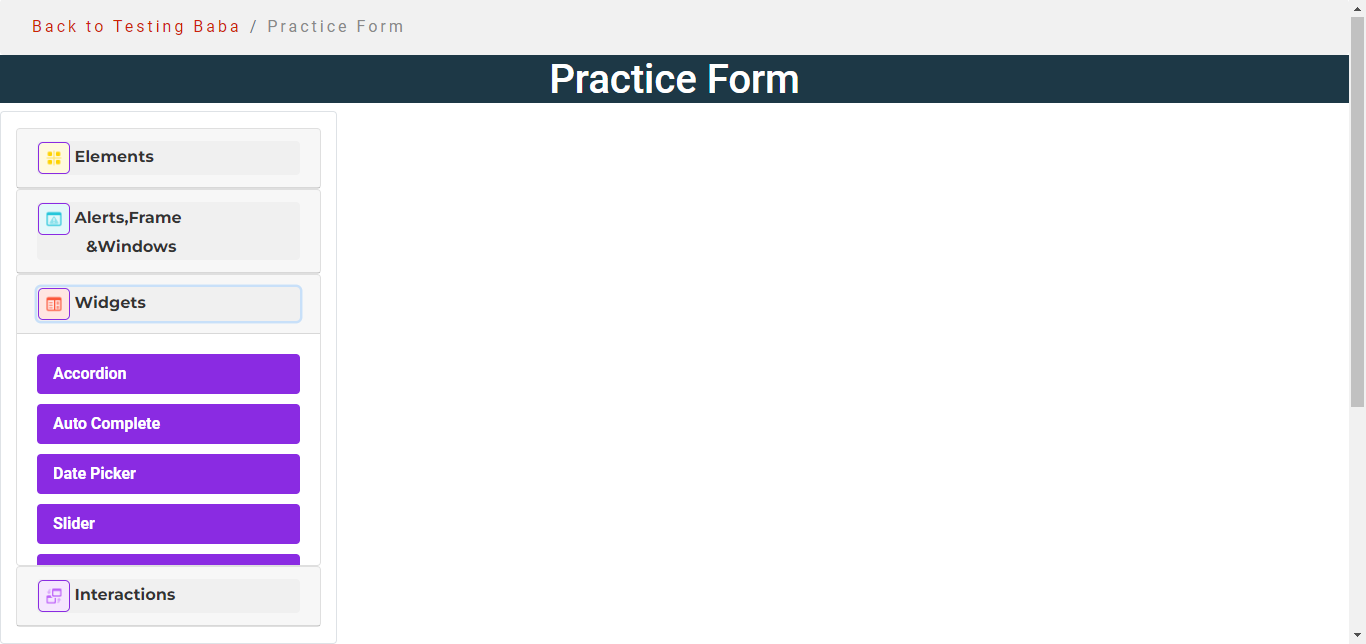 Back to Testing Baba / Practice Form
Practice Form
Elements
Alerts,Frame
&Windows
Widgets
Accordion
Auto Complete
Date Picker
Slider
Interactions